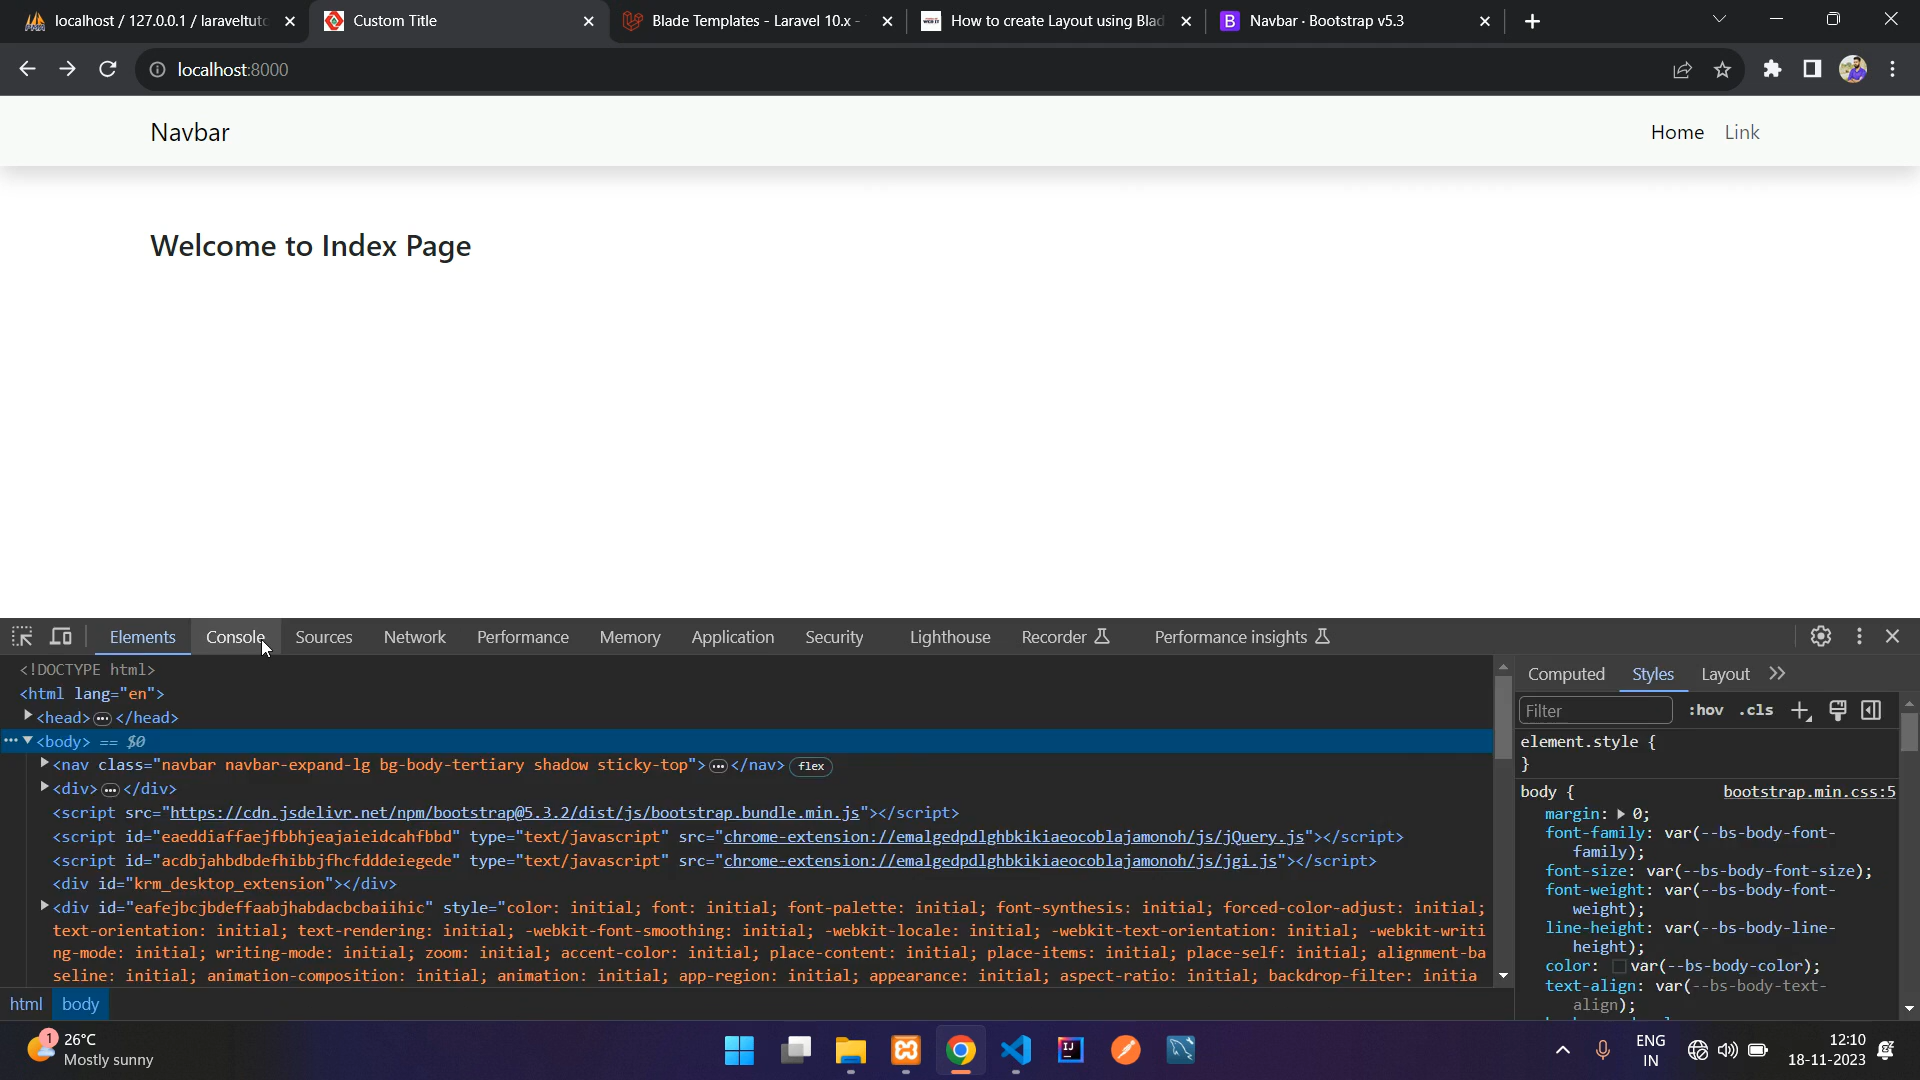 localhost / 127.0.0.1 / laraveltuto
Custom Title
Blade Templates - Laravel 10.x -
How to create Layout using Blad
Navbar · Bootstrap v5.3
localhost:8000
Navbar
Home
Link
Welcome to Index Page
Elements
Console
Sources
Network
Performance
Memory
Application
Security
Lighthouse
Recorder
Performance insights
<!DOCTYPE html>
<html lang="en">
<head> ⋯ </head>
<body> == $0
<nav class="navbar navbar-expand-lg bg-body-tertiary shadow sticky-top"> ⋯ </nav> flex
<div> ⋯ </div>
<script src="https://cdn.jsdelivr.net/npm/bootstrap@5.3.2/dist/js/bootstrap.bundle.min.js"></script>
<script id="eaeddiaffaejfbbhjeajaieidcahfbbd" type="text/javascript" src="chrome-extension://emalgedpdlghbkikiaeocoblajamonoh/js/jQuery.js"></script>
<script id="acdbjahbdbdefhibbjfhcfdddeiegede" type="text/javascript" src="chrome-extension://emalgedpdlghbkikiaeocoblajamonoh/js/jgi.js"></script>
<div id="krm_desktop_extension"></div>
<div id="eafejbcjbdeffaabjhabdacbcbaiihic" style="color: initial; font: initial; font-palette: initial; font-synthesis: initial; forced-color-adjust: initial;
text-orientation: initial; text-rendering: initial; -webkit-font-smoothing: initial; -webkit-locale: initial; -webkit-text-orientation: initial; -webkit-writi
ng-mode: initial; writing-mode: initial; zoom: initial; accent-color: initial; place-content: initial; place-items: initial; place-self: initial; alignment-ba
seline: initial; animation-composition: initial; animation: initial; app-region: initial; appearance: initial; aspect-ratio: initial; backdrop-filter: initia
html
body
Computed
Styles
Layout
Filter
:hov
.cls
element.style {
}
body {
bootstrap.min.css:5
margin: ▶ 0;
font-family: var(--bs-body-font-
family);
font-size: var(--bs-body-font-size);
font-weight: var(--bs-body-font-
weight);
line-height: var(--bs-body-line-
height);
color: var(--bs-body-color);
text-align: var(--bs-body-text-
align);
1
26°C
Mostly sunny
ENG
IN
12:10
18-11-2023